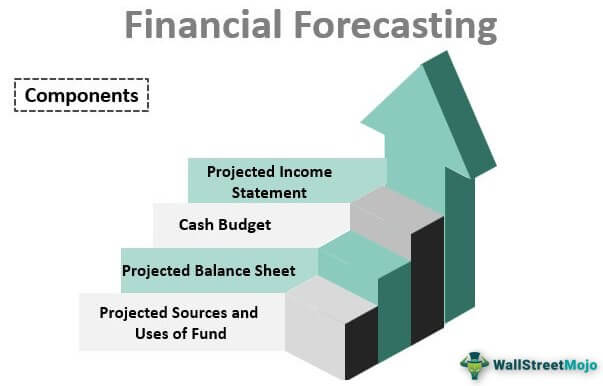 Financial Forecasting
Components
Projected Income
Statement
Cash Budget
Projected Balance Sheet
Projected Sources and
Uses of Fund
WallStreetMojo